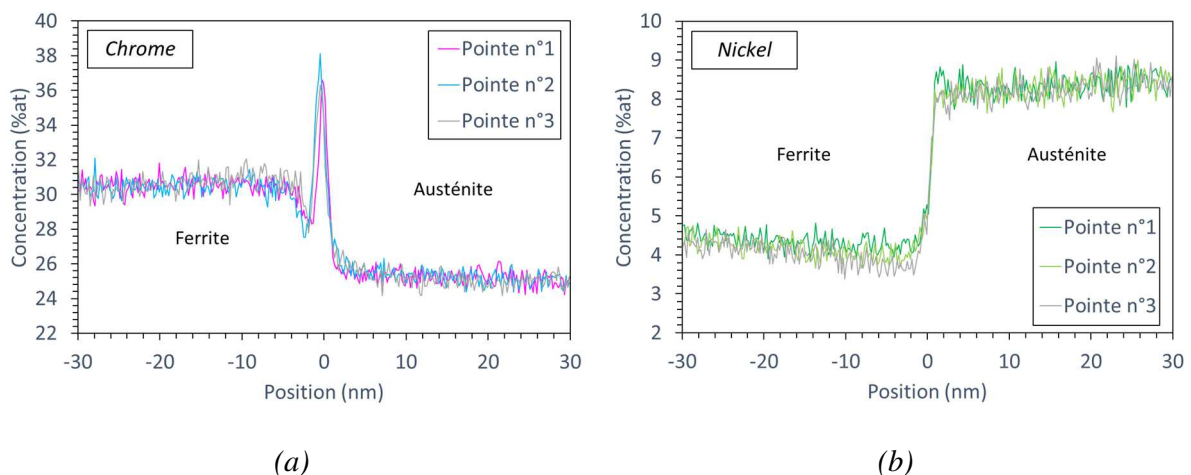 Chrome
Pointe n°1
Pointe n°2
Pointe n°3
Ferrite
Austénite
Concentration (%at)
40
38
36
34
32
30
28
26
24
22
-30
-20
-10
0
10
20
30
Position (nm)
(a)
Nickel
Ferrite
Austénite
Pointe n°1
Pointe n°2
Pointe n°3
Concentration (%at)
10
9
8
7
6
5
4
3
2
-30
-20
-10
0
10
20
30
Position (nm)
(b)